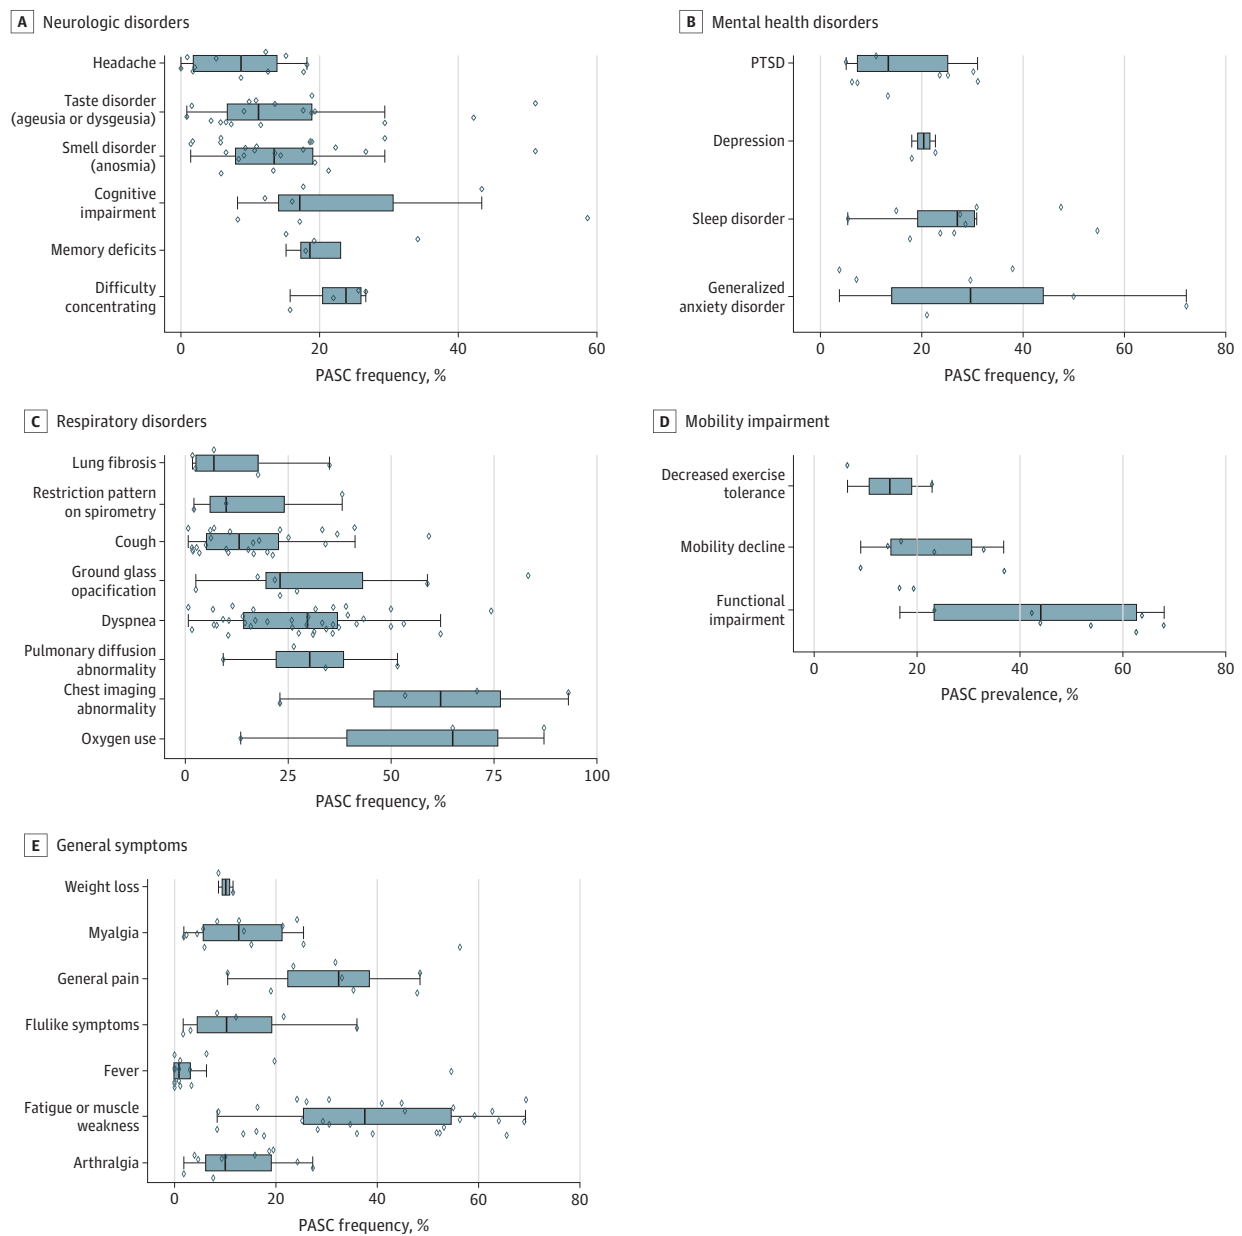 A Neurologic disorders
Headache
Taste disorder
(ageusia or dysgeusia)
Smell disorder
(anosmia)
Cognitive
impairment
Memory deficits
Difficulty
concentrating
0 20 40 60
PASC frequency, %
B Mental health disorders
PTSD
Depression
Sleep disorder
Generalized
anxiety disorder
0 20 40 60 80
PASC frequency, %
C Respiratory disorders
Lung fibrosis
Restriction pattern
on spirometry
Cough
Ground glass
opacification
Dyspnea
Pulmonary diffusion
abnormality
Chest imaging
abnormality
Oxygen use
0 25 50 75 100
PASC frequency, %
D Mobility impairment
Decreased exercise
tolerance
Mobility decline
Functional
impairment
0 20 40 60 80
PASC prevalence, %
E General symptoms
Weight loss
Myalgia
General pain
Flulike symptoms
Fever
Fatigue or muscle
weakness
Arthralgia
0 20 40 60 80
PASC frequency, %